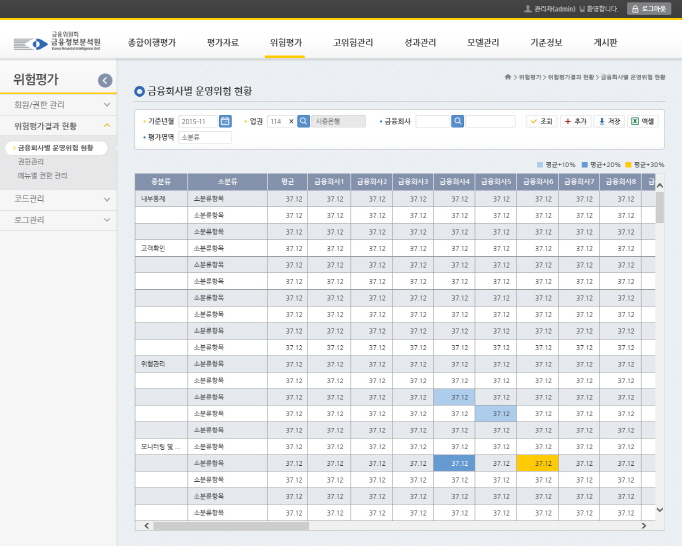 관리자(admin) 님 환영합니다. 로그아웃
금융위원회
금융정보분석원
Korea Financial Intelligence Unit
종합이행평가 평가자료 위험평가 고위험관리 성과관리 모델관리 기준정보 게시판
위험평가
회원/권한 관리
위험평가결과 현황
금융회사별 운영위험 현황
권한관리
메뉴별 권한 관리
코드관리
로그관리
> 위험평가 > 위험평가결과 현황 > 금융회사별 운영위험 현황
금융회사별 운영위험 현황
기준년월 2015-11 업권 114 × 시중은행 금융회사 조회 추가 저장 엑셀
평가영역 소분류
평균+10% 평균+20% 평균+30%
중분류 소분류 평균 금융회사1 금융회사2 금융회사3 금융회사4 금융회사5 금융회사6 금융회사7 금융회사8 금
내부통제 소분류항목 37.12 37.12 37.12 37.12 37.12 37.12 37.12 37.12 37.12
소분류항목 37.12 37.12 37.12 37.12 37.12 37.12 37.12 37.12 37.12
소분류항목 37.12 37.12 37.12 37.12 37.12 37.12 37.12 37.12 37.12
고객확인 소분류항목 37.12 37.12 37.12 37.12 37.12 37.12 37.12 37.12 37.12
소분류항목 37.12 37.12 37.12 37.12 37.12 37.12 37.12 37.12 37.12
소분류항목 37.12 37.12 37.12 37.12 37.12 37.12 37.12 37.12 37.12
소분류항목 37.12 37.12 37.12 37.12 37.12 37.12 37.12 37.12 37.12
소분류항목 37.12 37.12 37.12 37.12 37.12 37.12 37.12 37.12 37.12
소분류항목 37.12 37.12 37.12 37.12 37.12 37.12 37.12 37.12 37.12
소분류항목 37.12 37.12 37.12 37.12 37.12 37.12 37.12 37.12 37.12
위험관리 소분류항목 37.12 37.12 37.12 37.12 37.12 37.12 37.12 37.12 37.12
소분류항목 37.12 37.12 37.12 37.12 37.12 37.12 37.12 37.12 37.12
소분류항목 37.12 37.12 37.12 37.12 37.12 37.12 37.12 37.12 37.12
소분류항목 37.12 37.12 37.12 37.12 37.12 37.12 37.12 37.12 37.12
소분류항목 37.12 37.12 37.12 37.12 37.12 37.12 37.12 37.12 37.12
모니터링 및 ... 소분류항목 37.12 37.12 37.12 37.12 37.12 37.12 37.12 37.12 37.12
소분류항목 37.12 37.12 37.12 37.12 37.12 37.12 37.12 37.12 37.12
소분류항목 37.12 37.12 37.12 37.12 37.12 37.12 37.12 37.12 37.12
소분류항목 37.12 37.12 37.12 37.12 37.12 37.12 37.12 37.12 37.12
소분류항목 37.12 37.12 37.12 37.12 37.12 37.12 37.12 37.12 37.12